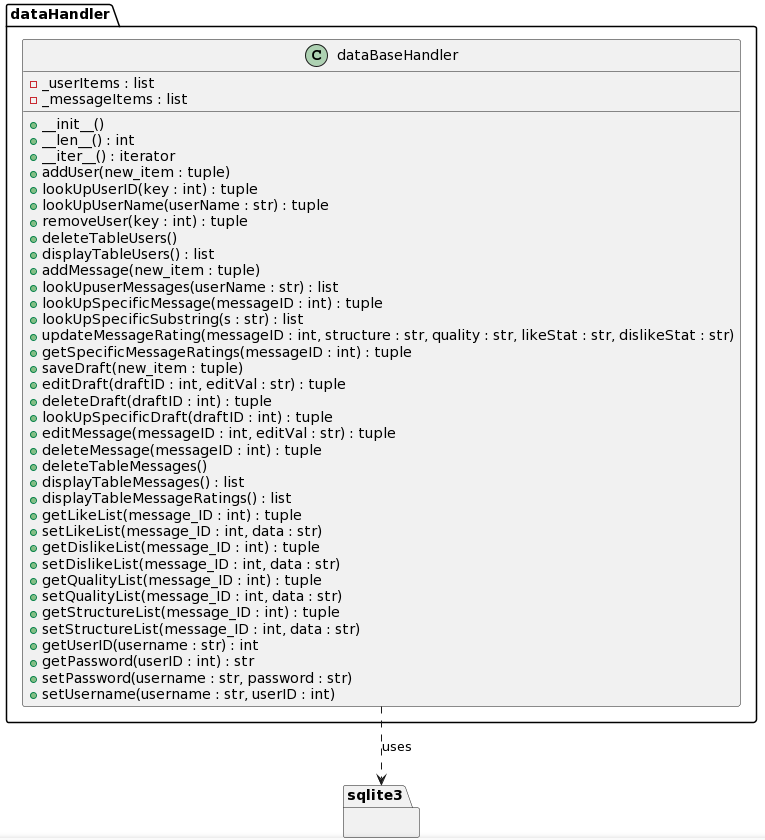 dataHandler
C dataBaseHandler
_userItems : list
_messageItems : list
__init__()
__len__() : int
__iter__() : iterator
addUser(new_item : tuple)
lookUpUserID(key : int) : tuple
lookUpUserName(userName : str) : tuple
removeUser(key : int) : tuple
deleteTableUsers()
displayTableUsers() : list
addMessage(new_item : tuple)
lookUpuserMessages(userName : str) : list
lookUpSpecificMessage(messageID : int) : tuple
lookUpSpecificSubstring(s : str) : list
updateMessageRating(messageID : int, structure : str, quality : str, likeStat : str, dislikeStat : str)
getSpecificMessageRatings(messageID : int) : tuple
saveDraft(new_item : tuple)
editDraft(draftID : int, editVal : str) : tuple
deleteDraft(draftID : int) : tuple
lookUpSpecificDraft(draftID : int) : tuple
editMessage(messageID : int, editVal : str) : tuple
deleteMessage(messageID : int) : tuple
deleteTableMessages()
displayTableMessages() : list
displayTableMessageRatings() : list
getLikeList(message_ID : int) : tuple
setLikeList(message_ID : int, data : str)
getDislikeList(message_ID : int) : tuple
setDislikeList(message_ID : int, data : str)
getQualityList(message_ID : int) : tuple
setQualityList(message_ID : int, data : str)
getStructureList(message_ID : int) : tuple
setStructureList(message_ID : int, data : str)
getUserID(username : str) : int
getPassword(userID : int) : str
setPassword(username : str, password : str)
setUsername(username : str, userID : int)
uses
sqlite3